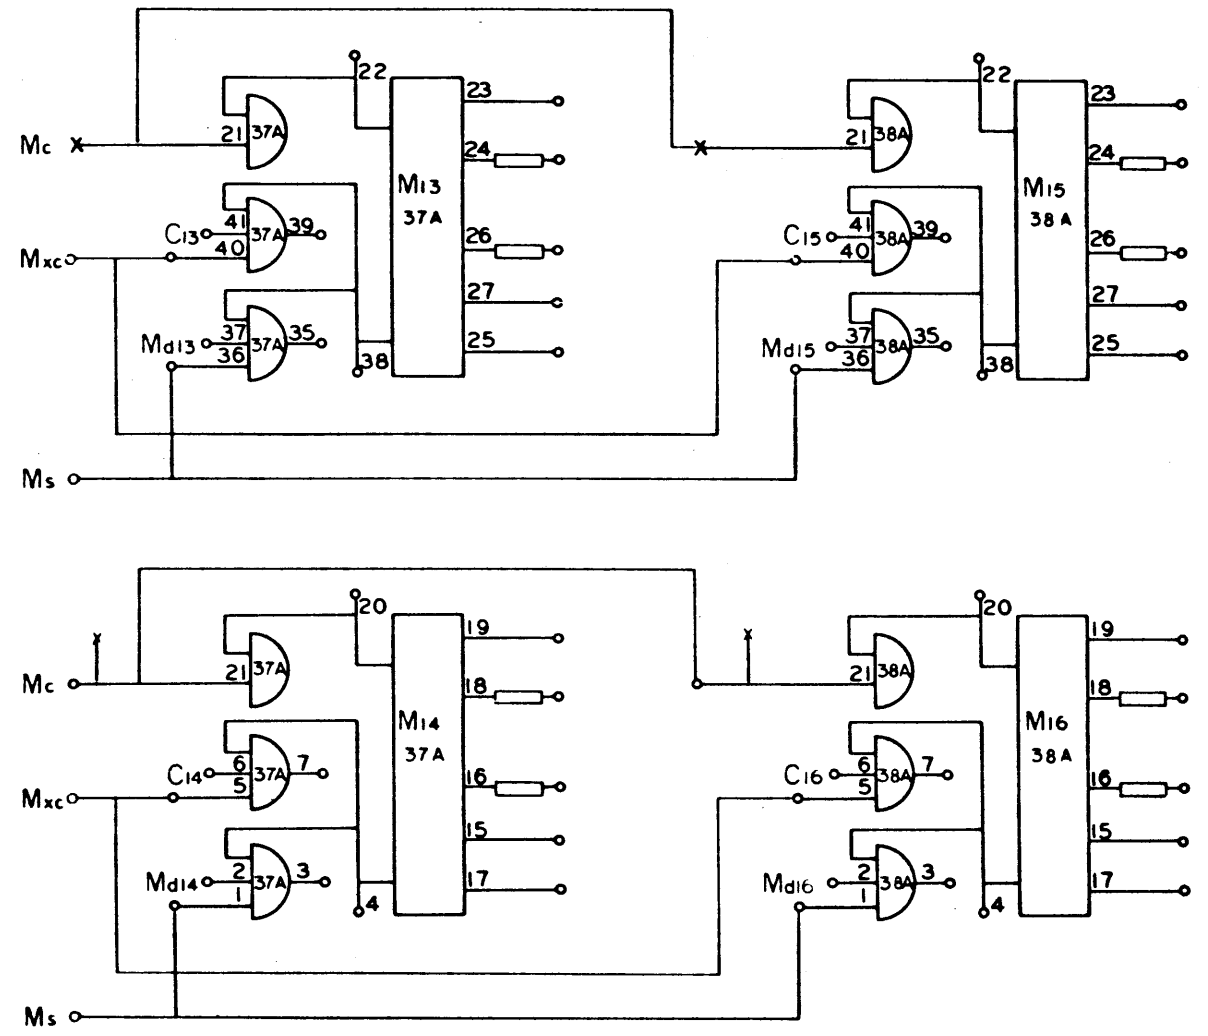 22
22
23
23
21 37A
21 38A
Mc
24
24
M13
37A
M15
38A
41 37A 39
41 38A 39
C13
C15
40
40
26
26
Mxc
27
27
37 37A 35
37 38A 35
Md13
Md15
36
36
25
25
38
38
Ms
20
20
19
19
21 37A
21 38A
Mc
18
18
M14
37A
M16
38A
6 37A 7
6 38A 7
C14
C16
5
5
16
16
Mxc
15
15
2 37A 3
2 38A 3
Md14
Md16
1
1
17
17
4
4
Ms